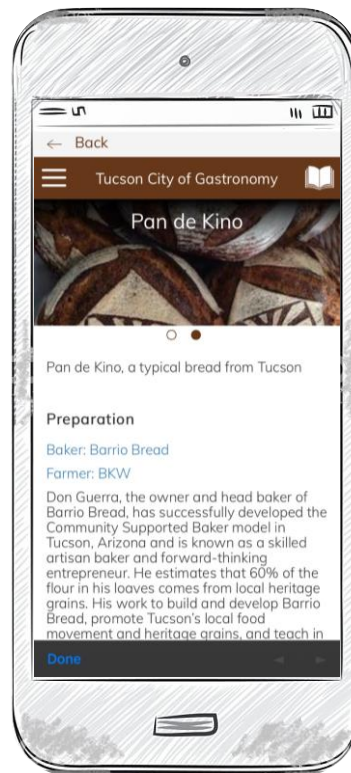 Back
Tucson City of Gastronomy
Pan de Kino
Pan de Kino, a typical bread from Tucson
Preparation
Baker: Barrio Bread
Farmer: BKW
Don Guerra, the owner and head baker of
Barrio Bread, has successfully developed the
Community Supported Baker model in
Tucson, Arizona and is known as a skilled
artisan baker and forward-thinking
entrepreneur. He estimates that 60% of the
flour in his loaves comes from local heritage
grains. His work to build and develop Barrio
Bread, promote Tucson's local food
movement and heritage grains, and teach in
Done